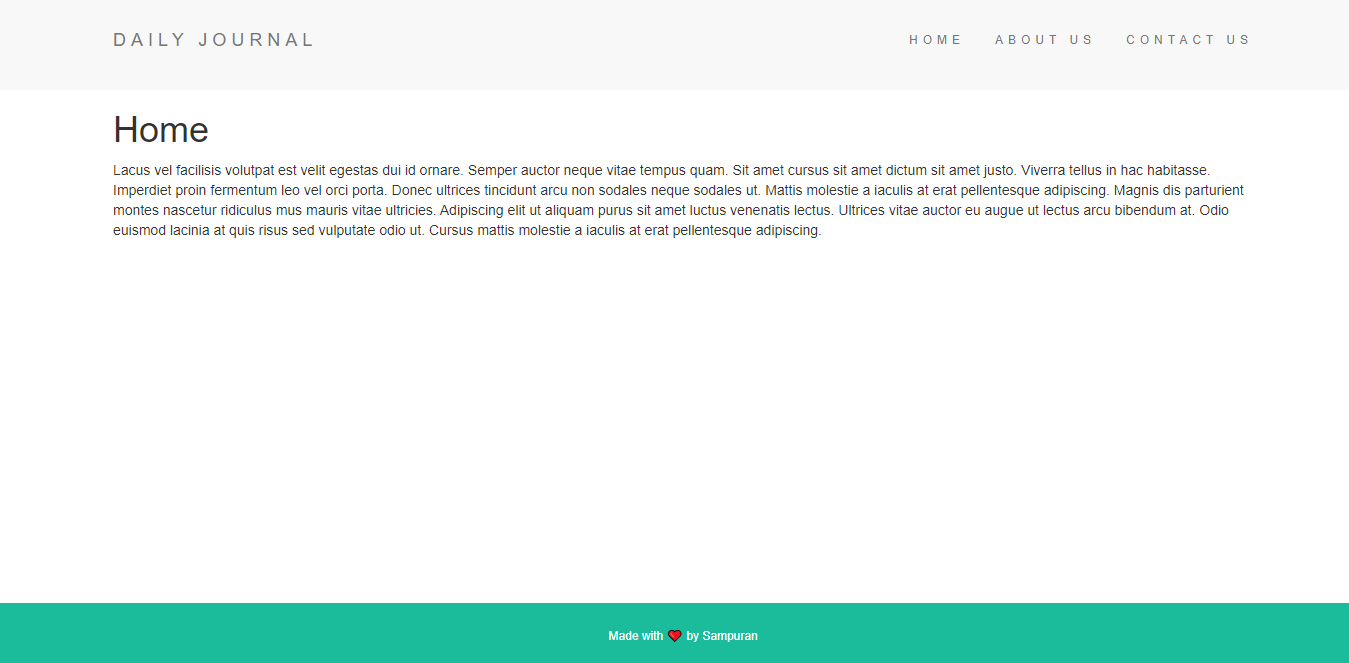 DAILY JOURNAL
HOME ABOUT US CONTACT US
Home
Lacus vel facilisis volutpat est velit egestas dui id ornare. Semper auctor neque vitae tempus quam. Sit amet cursus sit amet dictum sit amet justo. Viverra tellus in hac habitasse.
Imperdiet proin fermentum leo vel orci porta. Donec ultrices tincidunt arcu non sodales neque sodales ut. Mattis molestie a iaculis at erat pellentesque adipiscing. Magnis dis parturient
montes nascetur ridiculus mus mauris vitae ultricies. Adipiscing elit ut aliquam purus sit amet luctus venenatis lectus. Ultrices vitae auctor eu augue ut lectus arcu bibendum at. Odio
euismod lacinia at quis risus sed vulputate odio ut. Cursus mattis molestie a iaculis at erat pellentesque adipiscing.
Made with ❤ by Sampuran